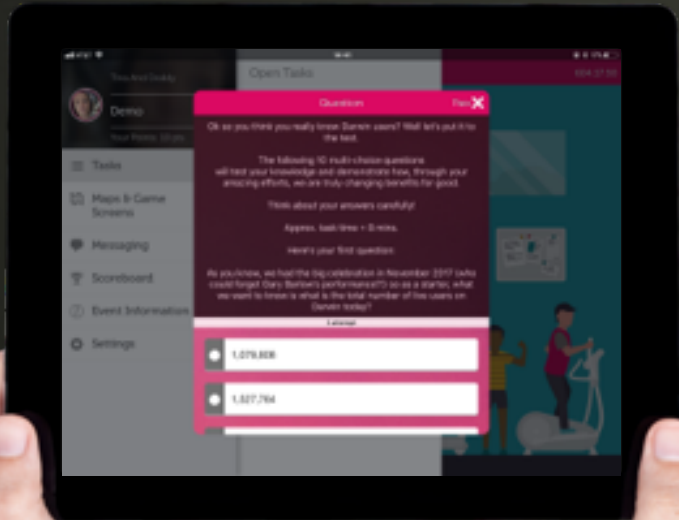 Open Tasks
Demo
Tasks
Maps & Game
Screens
Messaging
Scoreboard
Event Information
Settings
Question
Ok so you think you really know Darwin users? Well let's put it to
the test.
The following 10 multi-choice questions
will test your knowledge and demonstrate how, through your
amazing efforts, we are truly changing benefits for good.
Think about your answers carefully!
Approx. task time = 8 mins.
Here's your first question:
As you know, we had the big celebration in November 2017 (who
could forget Gary Barlow's performance?!) so as a starter, what
we want to know is what is the total number of live users on
Darwin today?
1,079,808
1,527,764